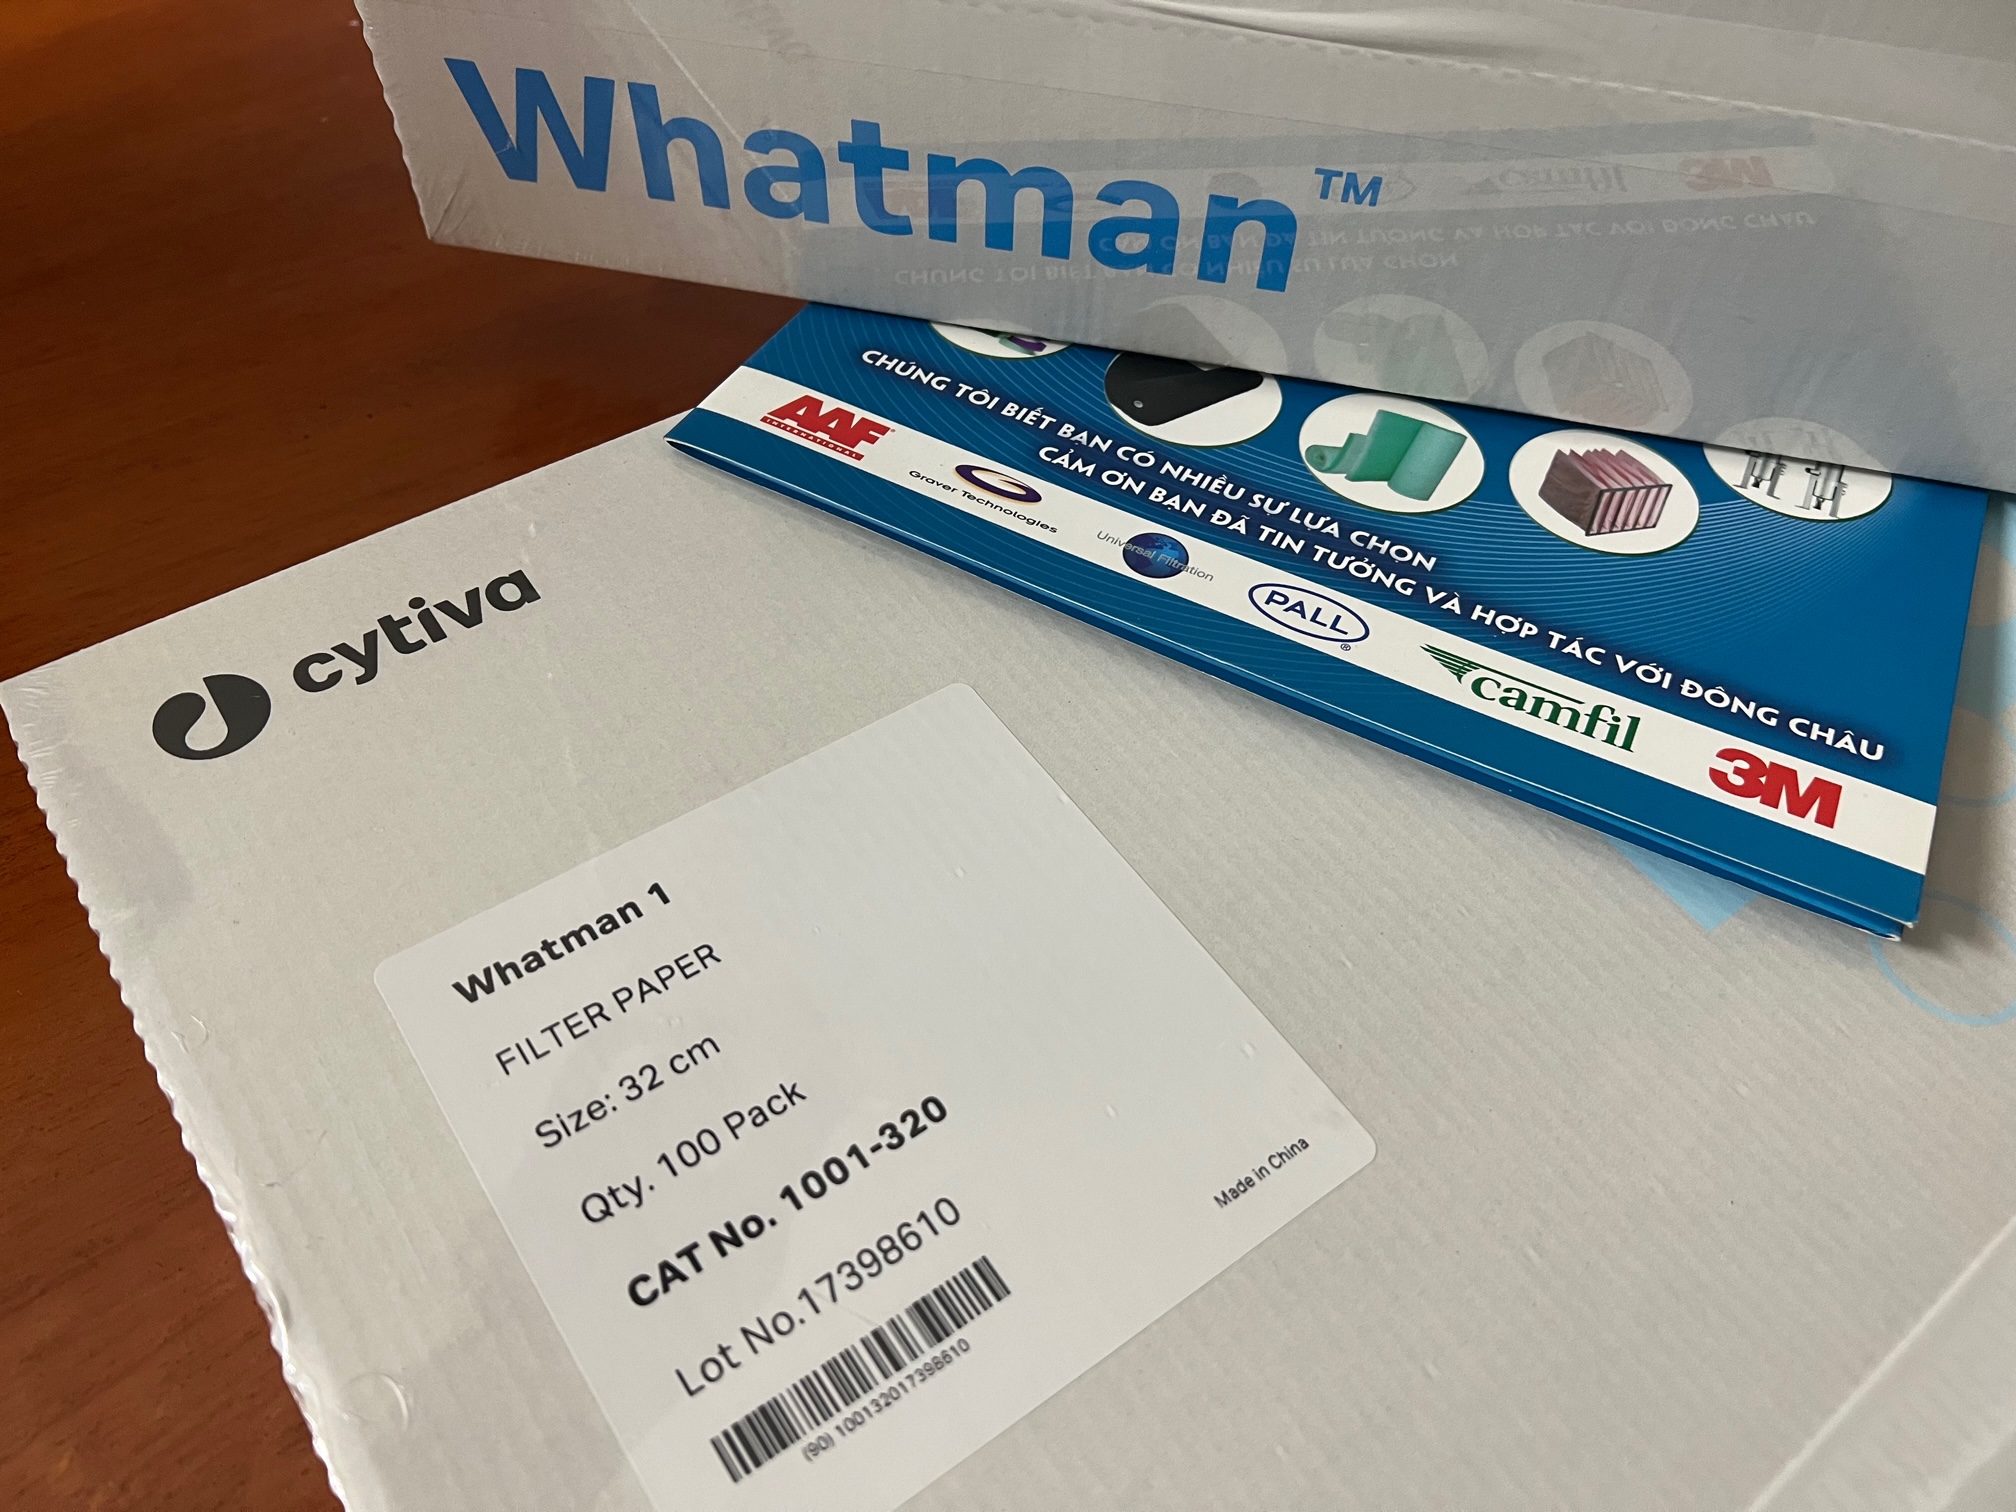 Whatman™
CHÚNG TÔI BIẾT BẠN CÓ NHIỀU SỰ LỰA CHỌN
CẢM ƠN BẠN ĐÃ TIN TƯỞNG VÀ HỢP TÁC VỚI ĐÔNG CHÂU
AAF
INTERNATIONAL
Graver Technologies
Universal Filtration
PALL®
camfil
3M
cytiva
Whatman 1
FILTER PAPER
Size: 32 cm
Qty. 100 Pack
CAT No. 1001-320
Lot No.17398610
(90) 100132017398610
Made in China